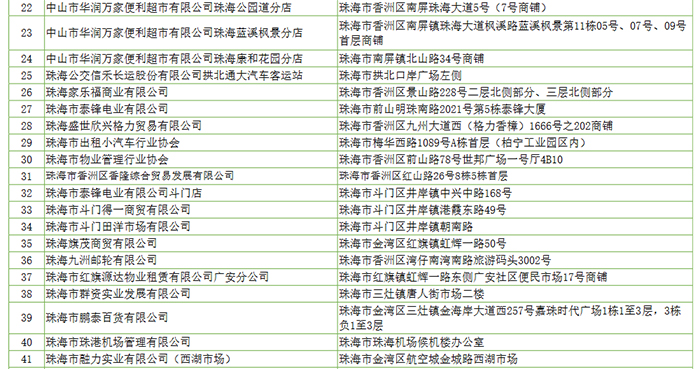 22 中山市华润万家便利超市有限公司珠海公园道分店 珠海市香洲区南屏珠海大道5号（7号商铺）
23 中山市华润万家便利超市有限公司珠海蓝溪枫景分店 珠海市香洲区南屏镇珠海大道枫溪路蓝溪枫景第11栋05号、07号、09号
首层商铺
24 中山市华润万家便利超市有限公司珠海康和花园分店 珠海市南屏镇北山路34号商铺
25 珠海公交信禾长运股份有限公司拱北通大汽车客运站 珠海市拱北口岸广场左侧
26 珠海家乐福商业有限公司 珠海市香洲区景山路228号二层北侧部分、三层北侧部分
27 珠海市泰锋电业有限公司 珠海市前山明珠南路2021号第5栋泰锋大厦
28 珠海盛世欣兴格力贸易有限公司 珠海市香洲区九州大道西（格力香樟）1666号之202商铺
29 珠海市出租小汽车行业协会 珠海市梅华西路1089号A栋首层（柏宁工业园区内）
30 珠海市物业管理行业协会 珠海市香洲区前山路78号世邦广场一号厅4B10
31 珠海市香洲区香隆综合贸易发展有限公司 珠海市香洲区红山路26号8栋5栋首层
32 珠海市泰锋电业有限公司斗门店 珠海市斗门区井岸镇中兴中路168号
33 珠海市斗门得一商贸有限公司 珠海市斗门区井岸镇港霞东路49号
34 珠海市斗门田洋市场有限公司 珠海市斗门区井岸镇朝南路
35 珠海旗茂商贸有限公司 珠海市金湾区红旗镇虹辉一路50号
36 珠海九洲邮轮有限公司 珠海市香洲区湾仔南湾南路旅游码头3002号
37 珠海市红旗源达物业租赁有限公司广安分公司 珠海市红旗镇虹辉一路东侧广安社区便民市场17号商铺
38 珠海市群资实业发展有限公司 珠海市三灶镇唐人街市场二楼
39 珠海市鹏泰百货有限公司 珠海市金湾区三灶镇金海岸大道西257号嘉珠时代广场1栋1至3层，3栋
负1至3层
40 珠海市珠港机场管理有限公司 珠海市珠海机场候机楼办公室
41 珠海市融力实业有限公司（西湖市场） 珠海市金湾区航空城金城路西湖市场